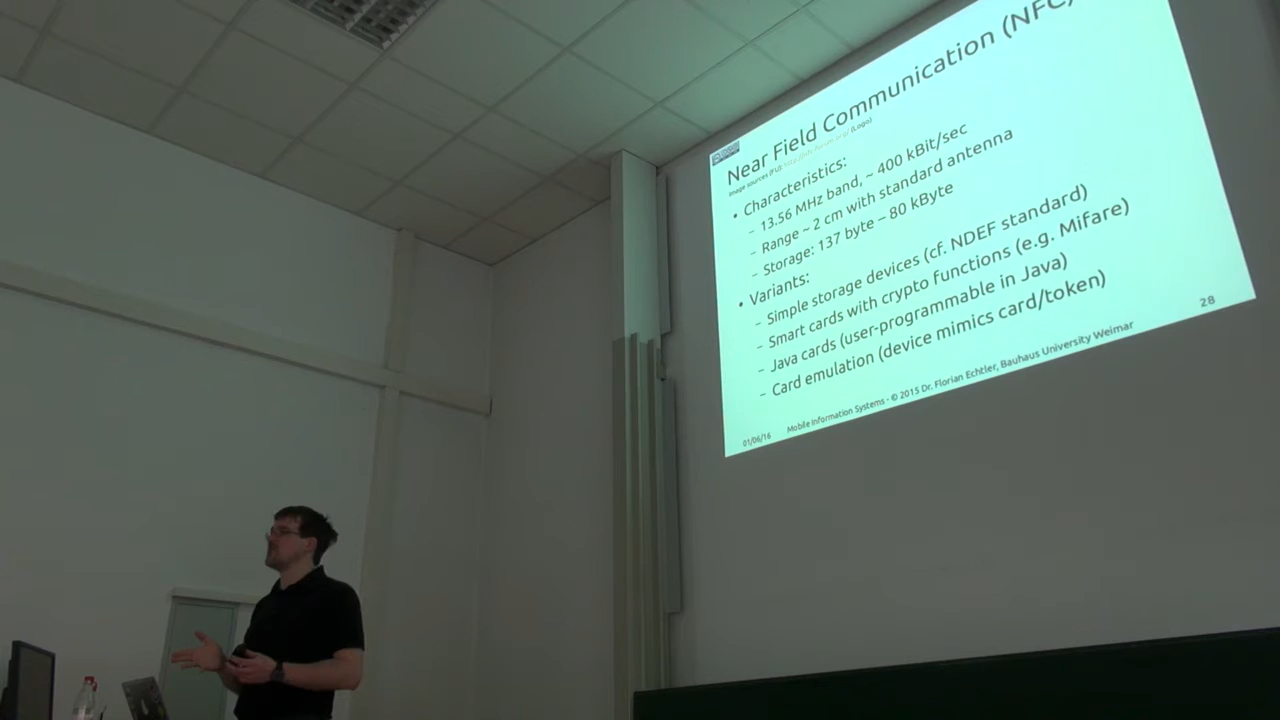 Near Field Communication (NFC)
Image sources (PD): (Logo)
• Characteristics:
– 13.56 MHz band, ~ 400 kBit/sec
– Range ~ 2 cm with standard antenna
– Storage: 137 byte – 80 kByte
• Variants:
– Simple storage devices (cf. NDEF standard)
– Smart cards with crypto functions (e.g. Mifare)
– Java cards (user-programmable in Java)
– Card emulation (device mimics card/token)
01/06/16 Mobile Information Systems - © 2015 Dr. Florian Echtler, Bauhaus University Weimar 28